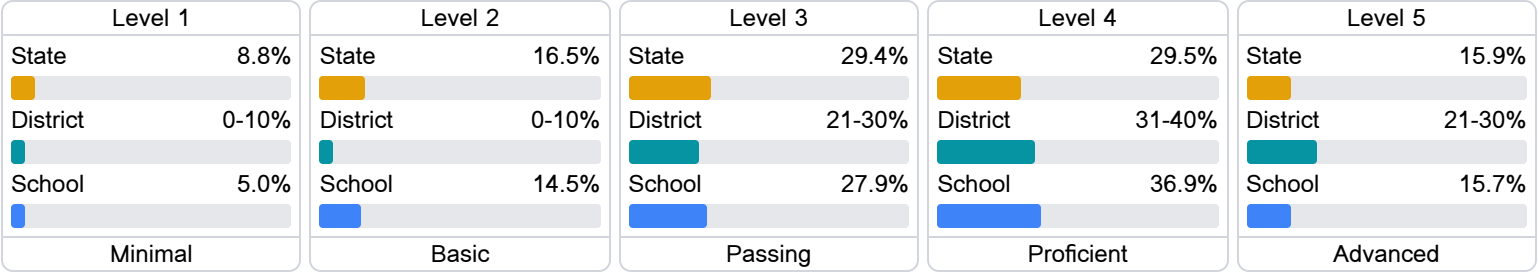 Level 1
State 8.8%
District 0-10%
School 5.0%
Minimal
Level 2
State 16.5%
District 0-10%
School 14.5%
Basic
Level 3
State 29.4%
District 21-30%
School 27.9%
Passing
Level 4
State 29.5%
District 31-40%
School 36.9%
Proficient
Level 5
State 15.9%
District 21-30%
School 15.7%
Advanced